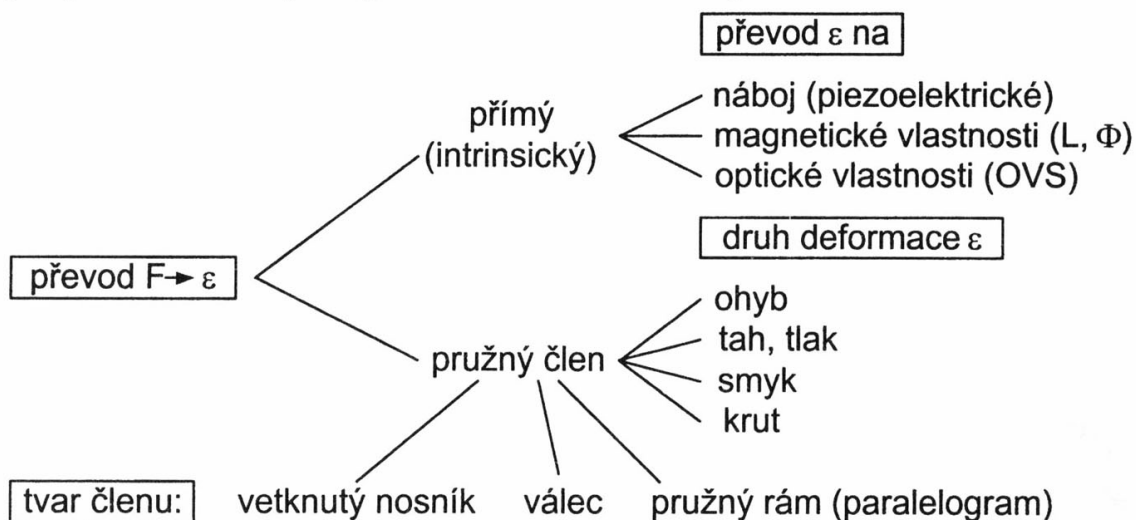 převod ε na
náboj (piezoelektrické)
přímý
magnetické vlastnosti (L, Φ)
(intrinsický)
optické vlastnosti (OVS)
druh deformace ε
převod F→ ε
ohyb
tah, tlak
pružný člen
smyk
krut
tvar členu: vetknutý nosník válec pružný rám (paralelogram)